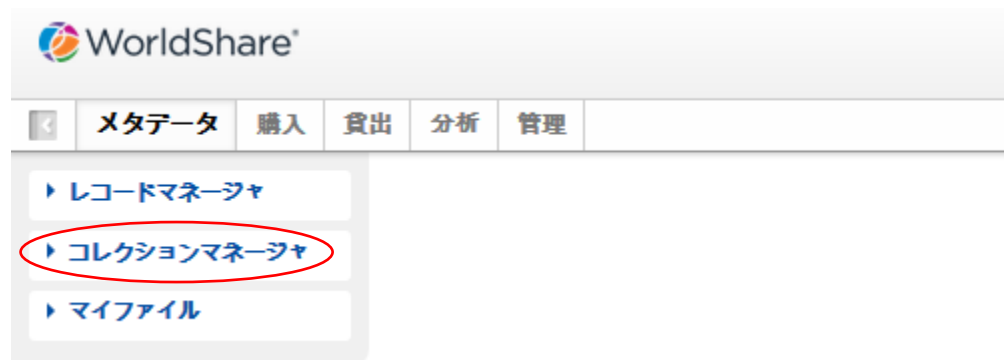 WorldShare®
メタデータ 購入 貸出 分析 管理
レコードマネージャ
コレクションマネージャ
マイファイル